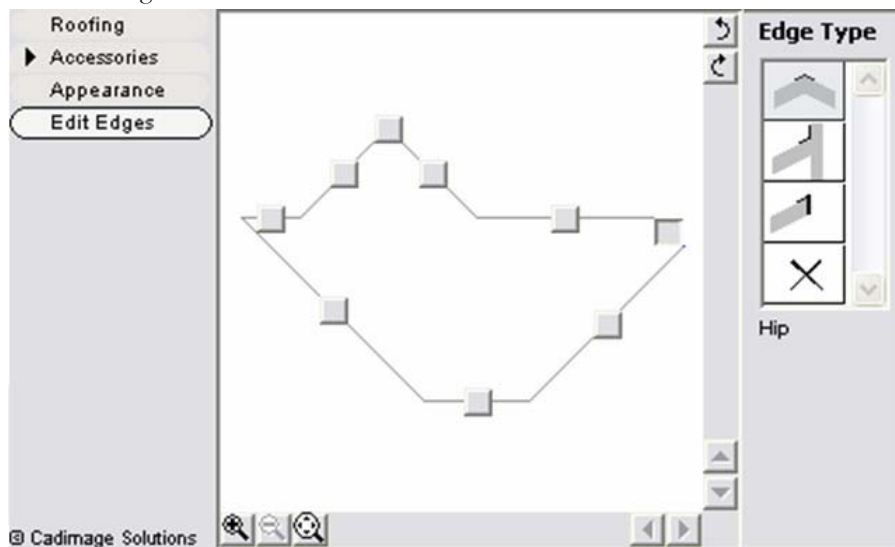 Roofing
Accessories
Appearance
Edit Edges
Edge Type
Hip
Cadimage Solutions